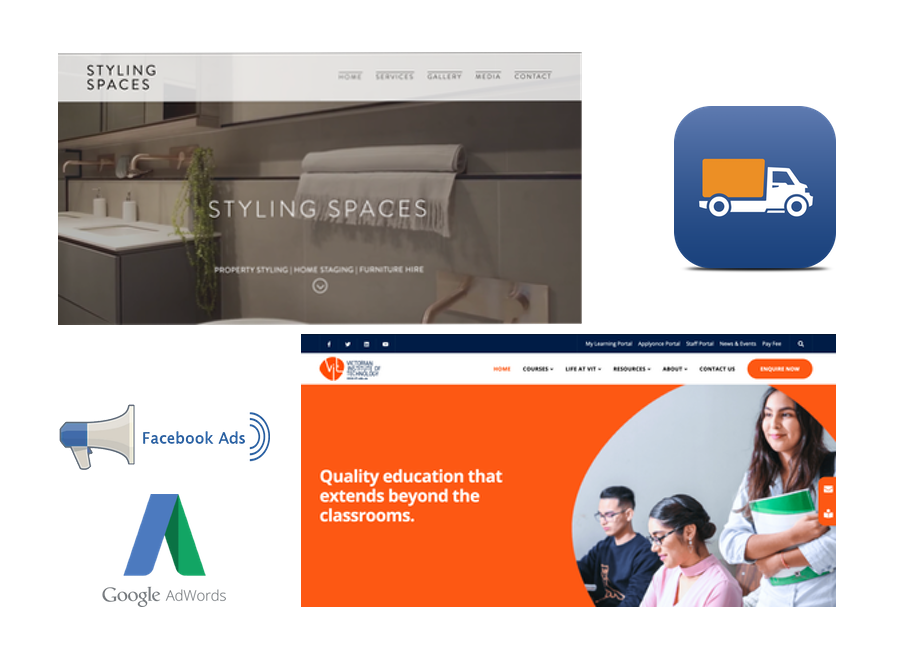 STYLING
SPACES
HOME SERVICES GALLERY MEDIA CONTACT
STYLING SPACES
PROPERTY STYLING | HOME STAGING | FURNITURE HIRE
My Learning Portal Applyonce Portal Staff Portal News & Events Pay Fee
Vit VICTORIAN
INSTITUTE OF
TECHNOLOGY
HOME COURSES LIFE AT VIT RESOURCES ABOUT CONTACT US ENQUIRE NOW
Quality education that
extends beyond the
classrooms.
Facebook Ads
Google AdWords